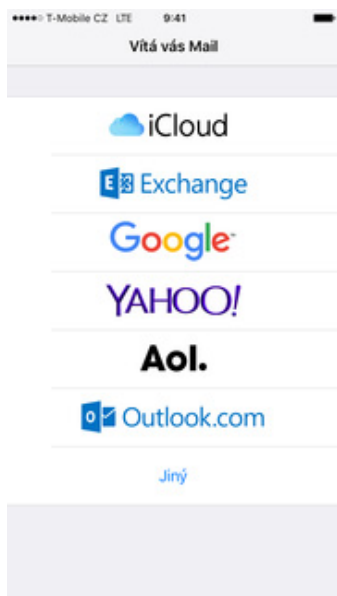 T-Mobile CZ LTE 9:41
Vítá vás Mail
iCloud
Exchange
Google
YAHOO!
Aol.
Outlook.com
Jiný